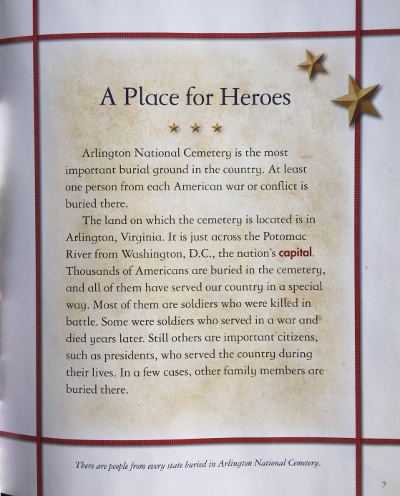 A Place for Heroes
Arlington National Cemetery is the most
important burial ground in the country. At least
one person from each American war or conflict is
buried there.
The land on which the cemetery is located is in
Arlington, Virginia. It is just across the Potomac
River from Washington, D.C., the nation's capital.
Thousands of Americans are buried in the cemetery,
and all of them have served our country in a special
way. Most of them are soldiers who were killed in
battle. Some were soldiers who served in a war and
died years later. Still others are important citizens,
such as presidents, who served the country during
their lives. In a few cases, other family members are
buried there.
There are people from every state buried in Arlington National Cemetery.
7